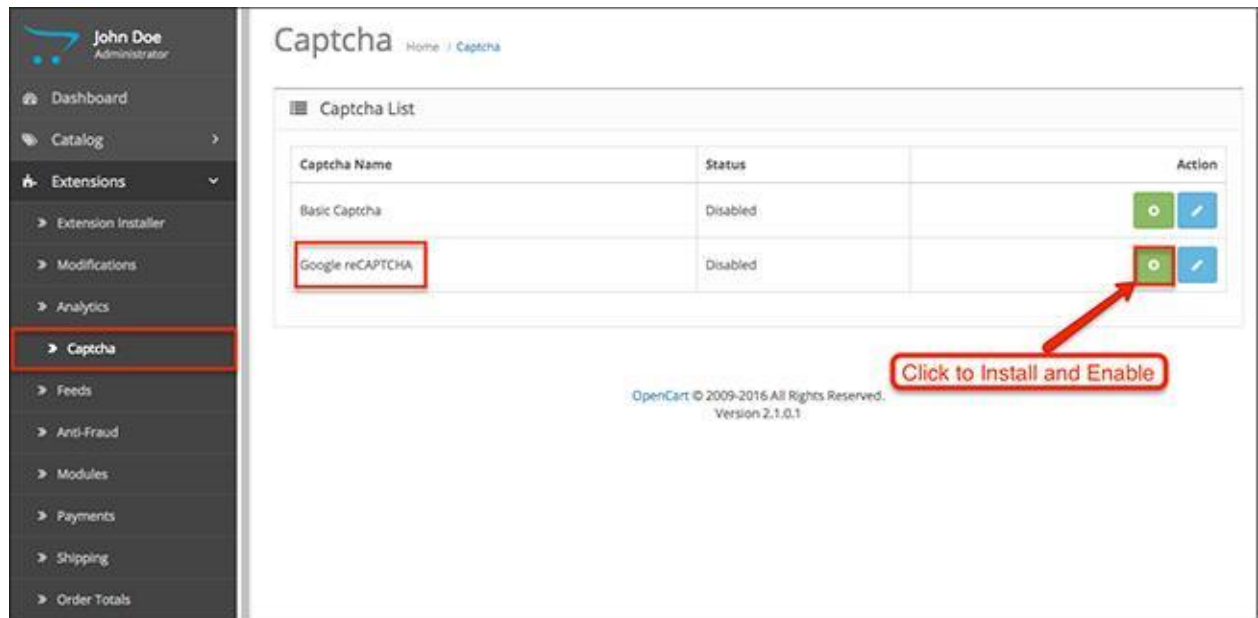 John Doe
Administrator
Dashboard
Catalog
Extensions
Extension Installer
Modifications
Analytics
Captcha
Feeds
Anti-Fraud
Modules
Payments
Shipping
Order Totals
Captcha Home / Captcha
Captcha List
Captcha Name Status Action
Basic Captcha Disabled
Google reCAPTCHA Disabled
Click to Install and Enable
OpenCart © 2009-2016 All Rights Reserved.
Version 2.1.0.1